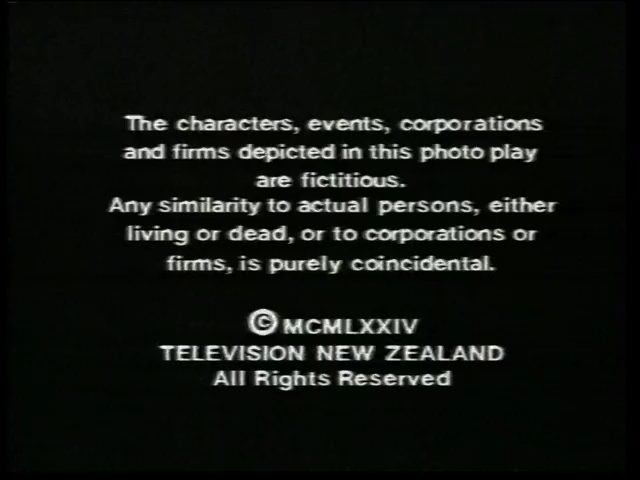 The characters, events, corporations
and firms depicted in this photo play
are fictitious.
Any similarity to actual persons, either
living or dead, or to corporations or
firms, is purely coincidental.
© MCMLXXIV
TELEVISION NEW ZEALAND
All Rights Reserved